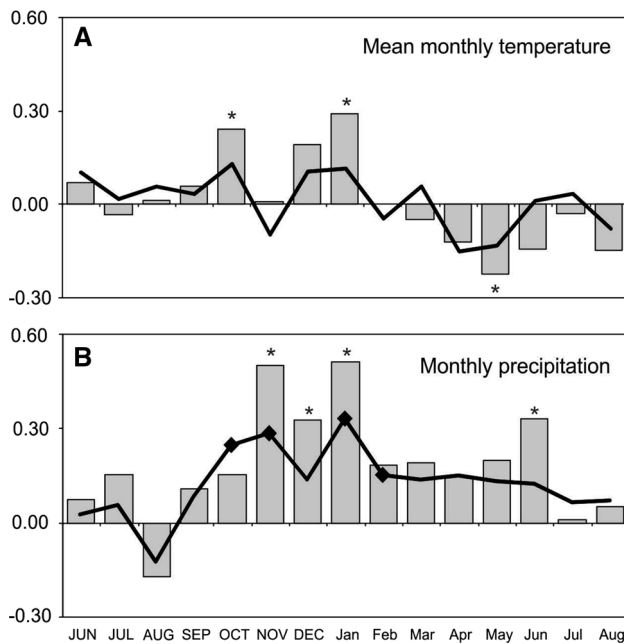 0.60
A
Mean monthly temperature
* *
0.30
0.00
*
-0.30
0.60
B
Monthly precipitation
* * * *
0.30
0.00
-0.30
JUN JUL AUG SEP OCT NOV DEC Jan Feb Mar Apr May Jun Jul Aug